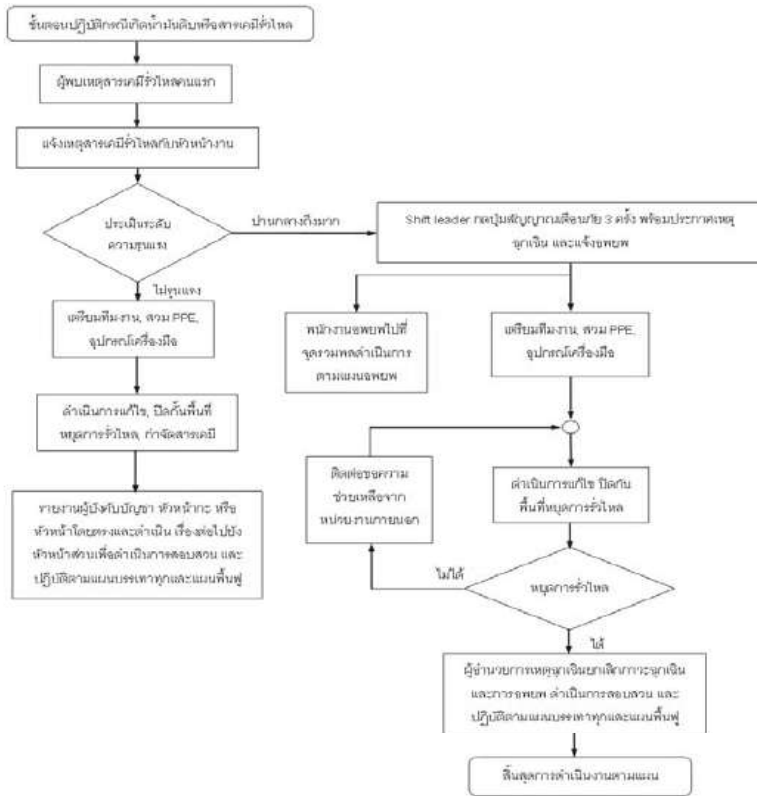 ขั้นตอนปฏิบัติกรณีเกิดน้ำมันดิบหรือสารเคมีรั่วไหล
ผู้พบเหตุสารเคมีรั่วไหลคนแรก
แจ้งเหตุสารเคมีรั่วไหลกับหัวหน้างาน
ประเมินระดับ
ความรุนแรง
ปานกลางถึงมาก
Shift leader กดปุ่มสัญญาณเตือนภัย 3 ครั้ง พร้อมประกาศเหตุ
ฉุกเฉิน และแจ้งอพยพ
ไม่รุนแรง
เตรียมทีมงาน, สวม PPE,
อุปกรณ์เครื่องมือ
ดำเนินการแก้ไข, ปิดกั้นพื้นที่
หยุดการรั่วไหล, กำจัดสารเคมี
รายงานผู้บังคับบัญชา หัวหน้ากะ หรือ
หัวหน้าโดยตรงและดำเนิน เรื่องต่อไปยัง
หัวหน้าส่วนเพื่อดำเนินการสอบสวน และ
ปฏิบัติตามแผนบรรเทาทุกและแผนฟื้นฟู
พนักงานอพยพไปที่
จุดรวมพลดำเนินการ
ตามแผนอพยพ
เตรียมทีมงาน, สวม PPE,
อุปกรณ์เครื่องมือ
ติดต่อขอความ
ช่วยเหลือจาก
หน่วยงานภายนอก
ดำเนินการแก้ไข ปิดกั้น
พื้นที่หยุดการรั่วไหล
ไม่ได้
หยุดการรั่วไหล
ได้
ผู้อำนวยการเหตุฉุกเฉินยกเลิกภาวะฉุกเฉิน
และการอพยพ ดำเนินการสอบสวน และ
ปฏิบัติตามแผนบรรเทาทุกและแผนฟื้นฟู
สิ้นสุดการดำเนินงานตามแผน